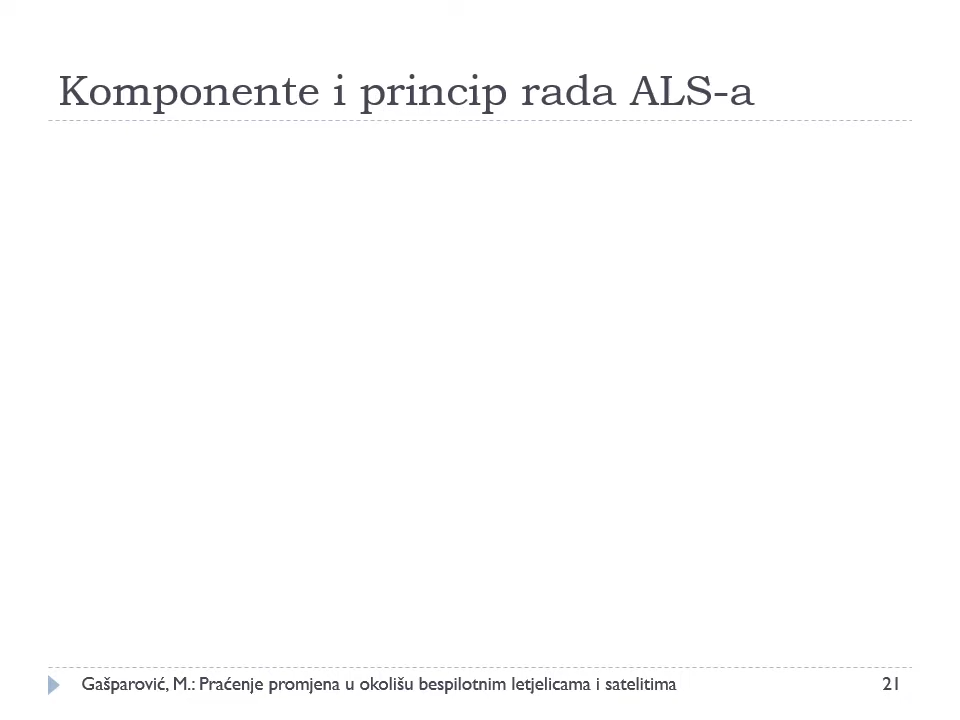 Komponente i princip rada ALS-a
Gašparović, M.: Praćenje promjena u okolišu bespilotnim letjelicama i satelitima 21